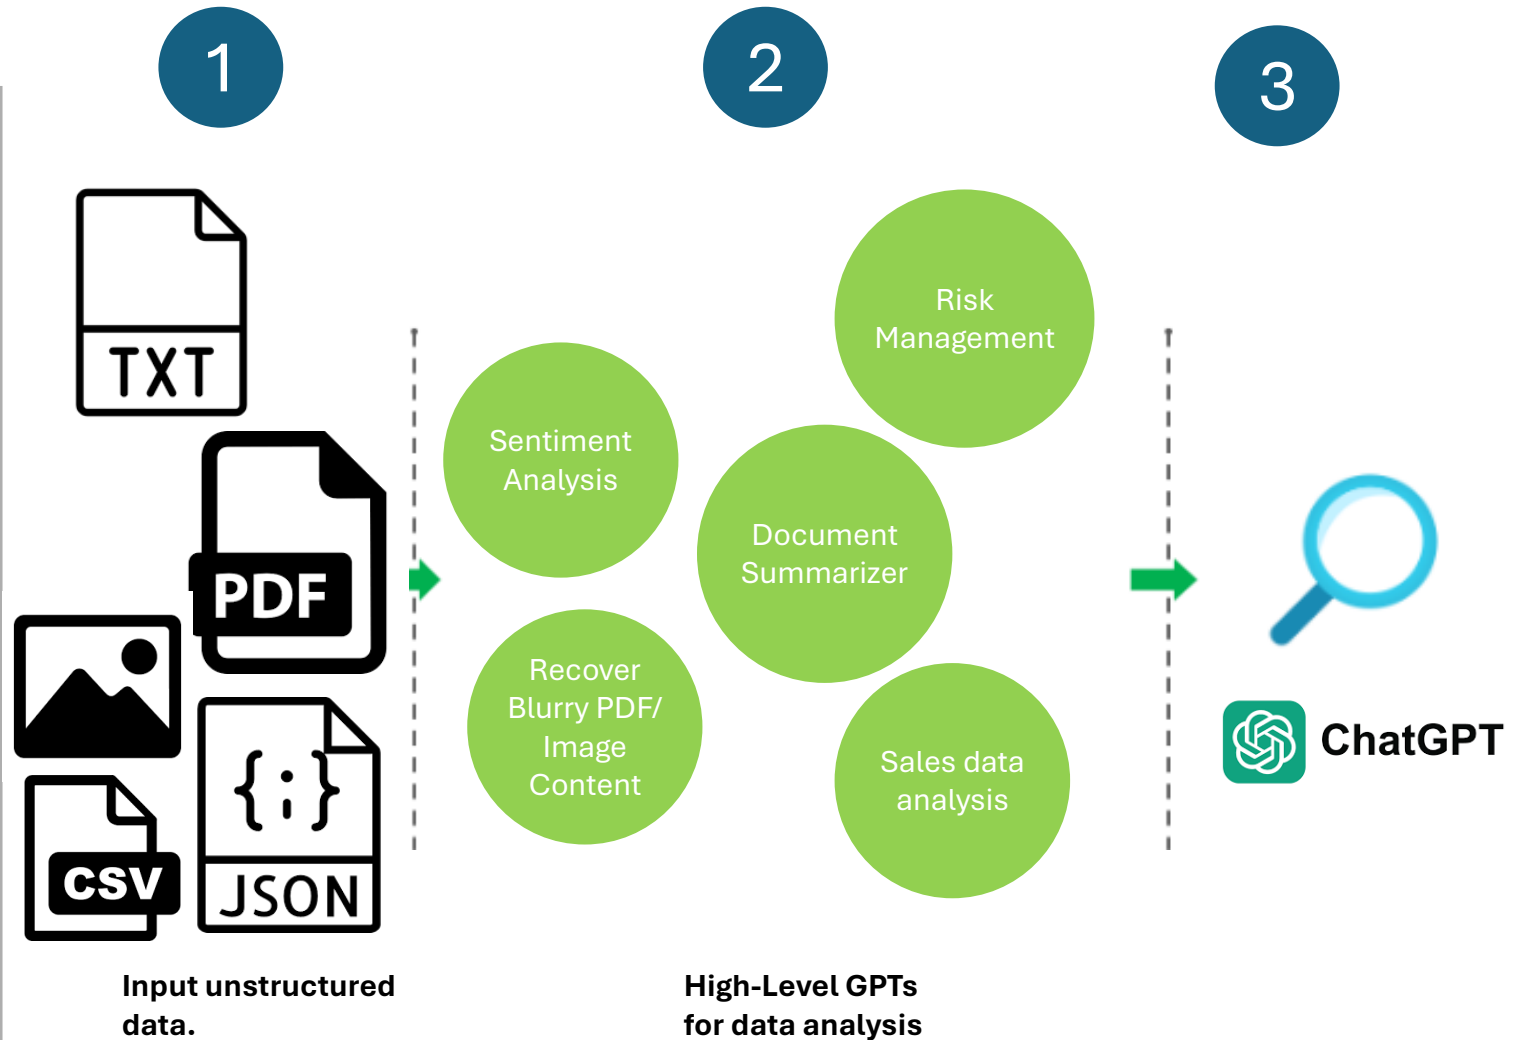 1
2
3
TXT
PDF
CSV
{;}
JSON
Input unstructured
data.
Sentiment
Analysis
Risk
Management
Document
Summarizer
Recover
Blurry PDF/
Image
Content
Sales data
analysis
High-Level GPTs
for data analysis
ChatGPT